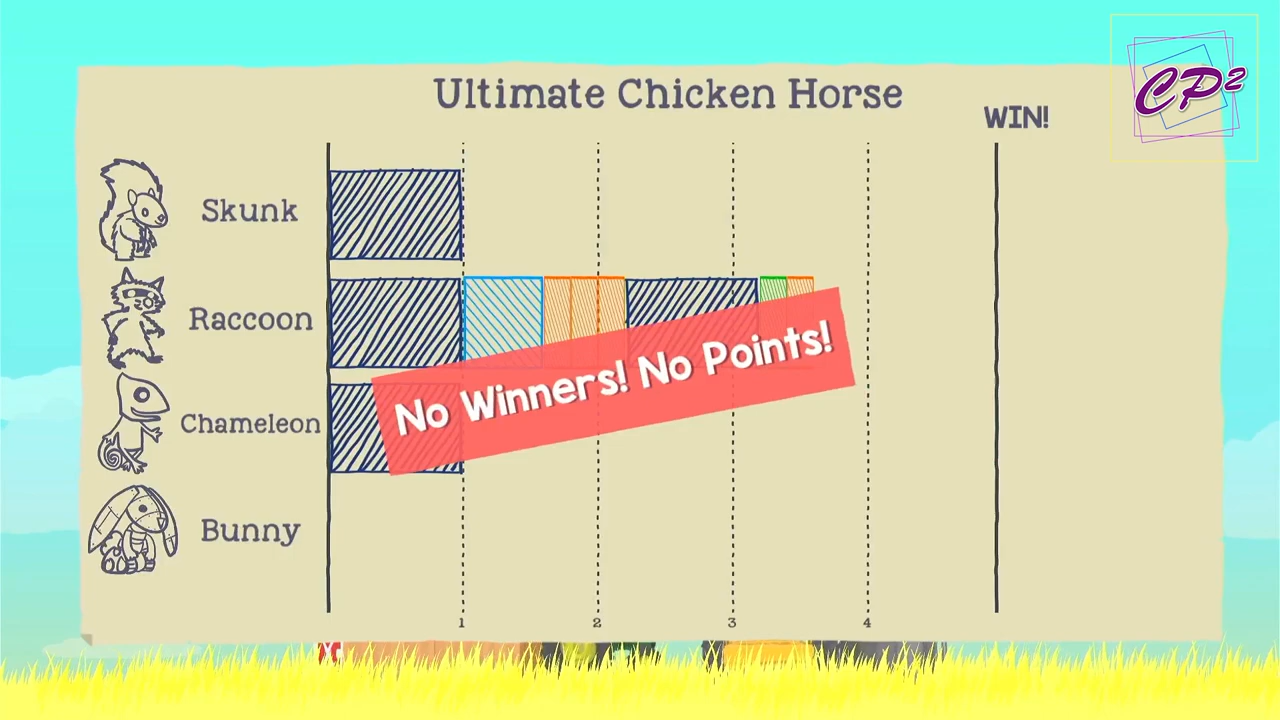 Ultimate Chicken Horse
WIN!
CP2
Skunk
Raccoon
Chameleon
Bunny
No Winners! No Points!
1 2 3 4